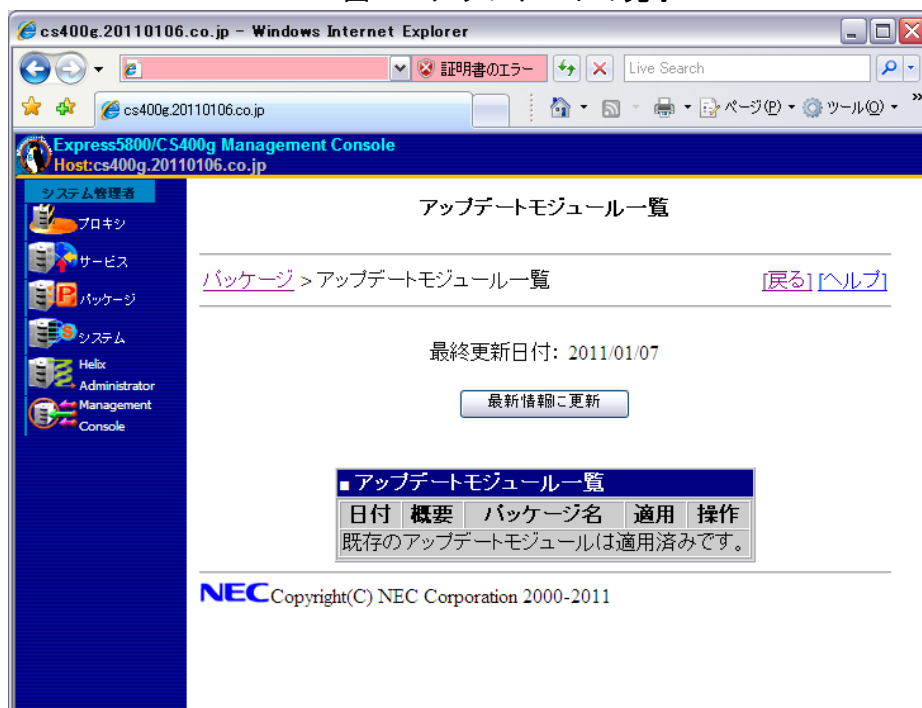 cs400g.20110106.co.jp - Windows Internet Explorer
証明書のエラー
Live Search
cs400g.20110106.co.jp
ページ(P)
ツール(O)
Express5800/CS400g Management Console
Host:cs400g.20110106.co.jp
システム管理者
プロキシ
サービス
パッケージ
システム
Helix
Administrator
Management
Console
アップデートモジュール一覧
パッケージ > アップデートモジュール一覧
[戻る] [ヘルプ]
最終更新日付: 2011/01/07
最新情報に更新
■アップデートモジュール一覧
日付 概要 パッケージ名 適用 操作
既存のアップデートモジュールは適用済みです。
NEC Copyright(C) NEC Corporation 2000-2011